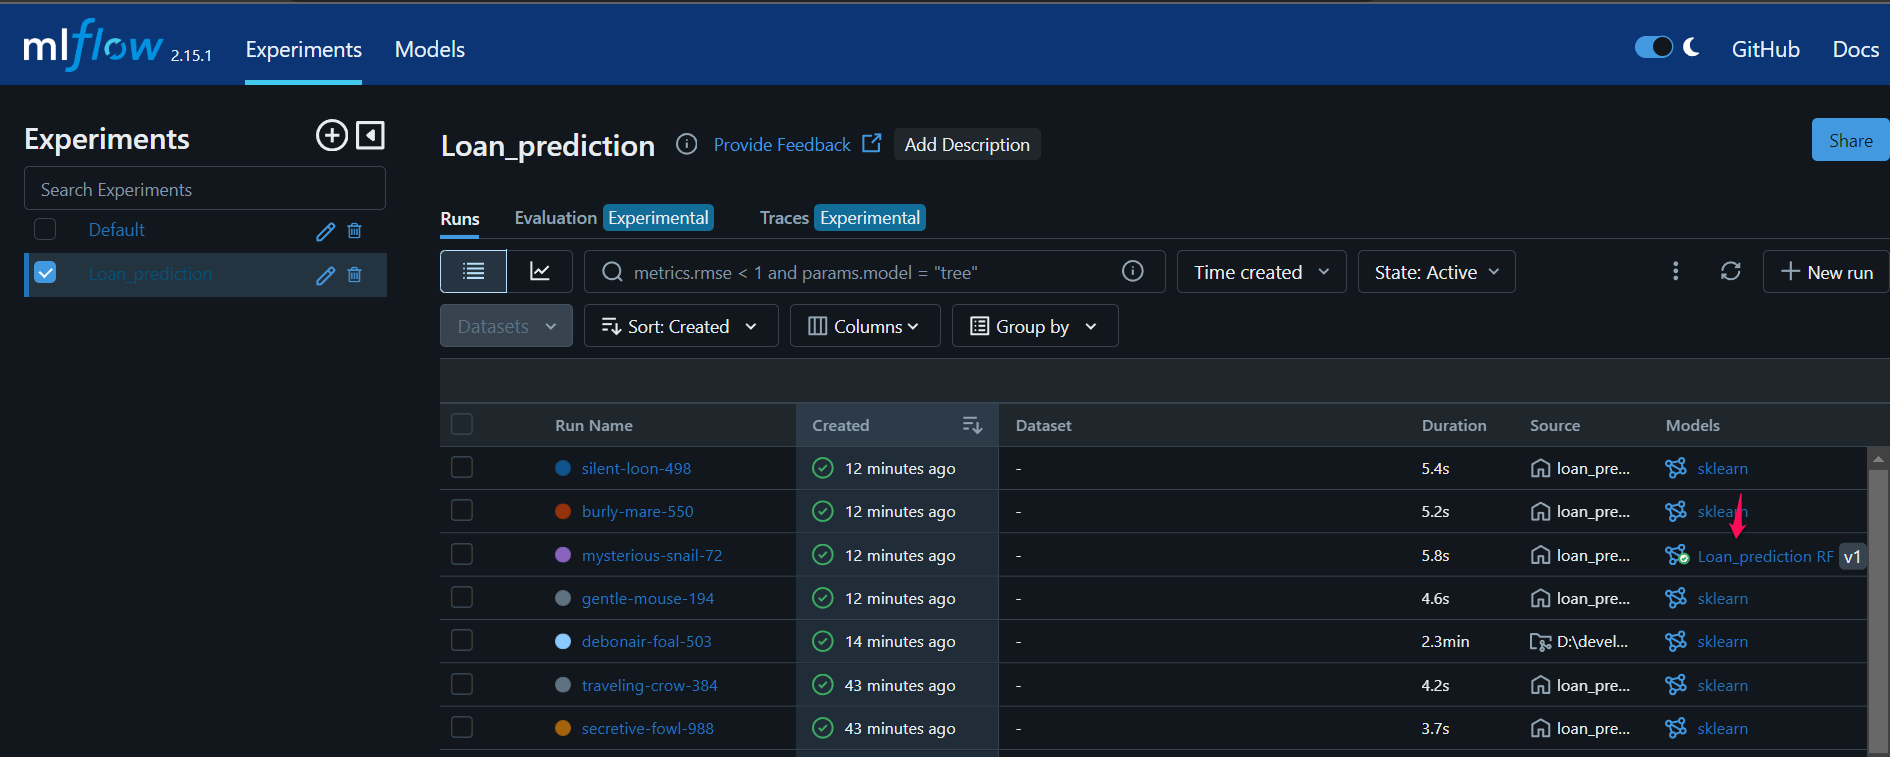 mlflow 2.15.1 Experiments Models GitHub Docs
Experiments
Search Experiments
Default
Loan_prediction
Loan_prediction Provide Feedback Add Description Share
Runs Evaluation Experimental Traces Experimental
metrics.rmse < 1 and params.model = "tree" Time created State: Active New run
Datasets Sort: Created Columns Group by
Run Name Created Dataset Duration Source Models
silent-loon-498 12 minutes ago - 5.4s loan_pre... sklearn
burly-mare-550 12 minutes ago - 5.2s loan_pre... sklearn
mysterious-snail-72 12 minutes ago - 5.8s loan_pre... Loan_prediction RF v1
gentle-mouse-194 12 minutes ago - 4.6s loan_pre... sklearn
debonair-foal-503 14 minutes ago - 2.3min D:\devel... sklearn
traveling-crow-384 43 minutes ago - 4.2s loan_pre... sklearn
secretive-fowl-988 43 minutes ago - 3.7s loan_pre... sklearn